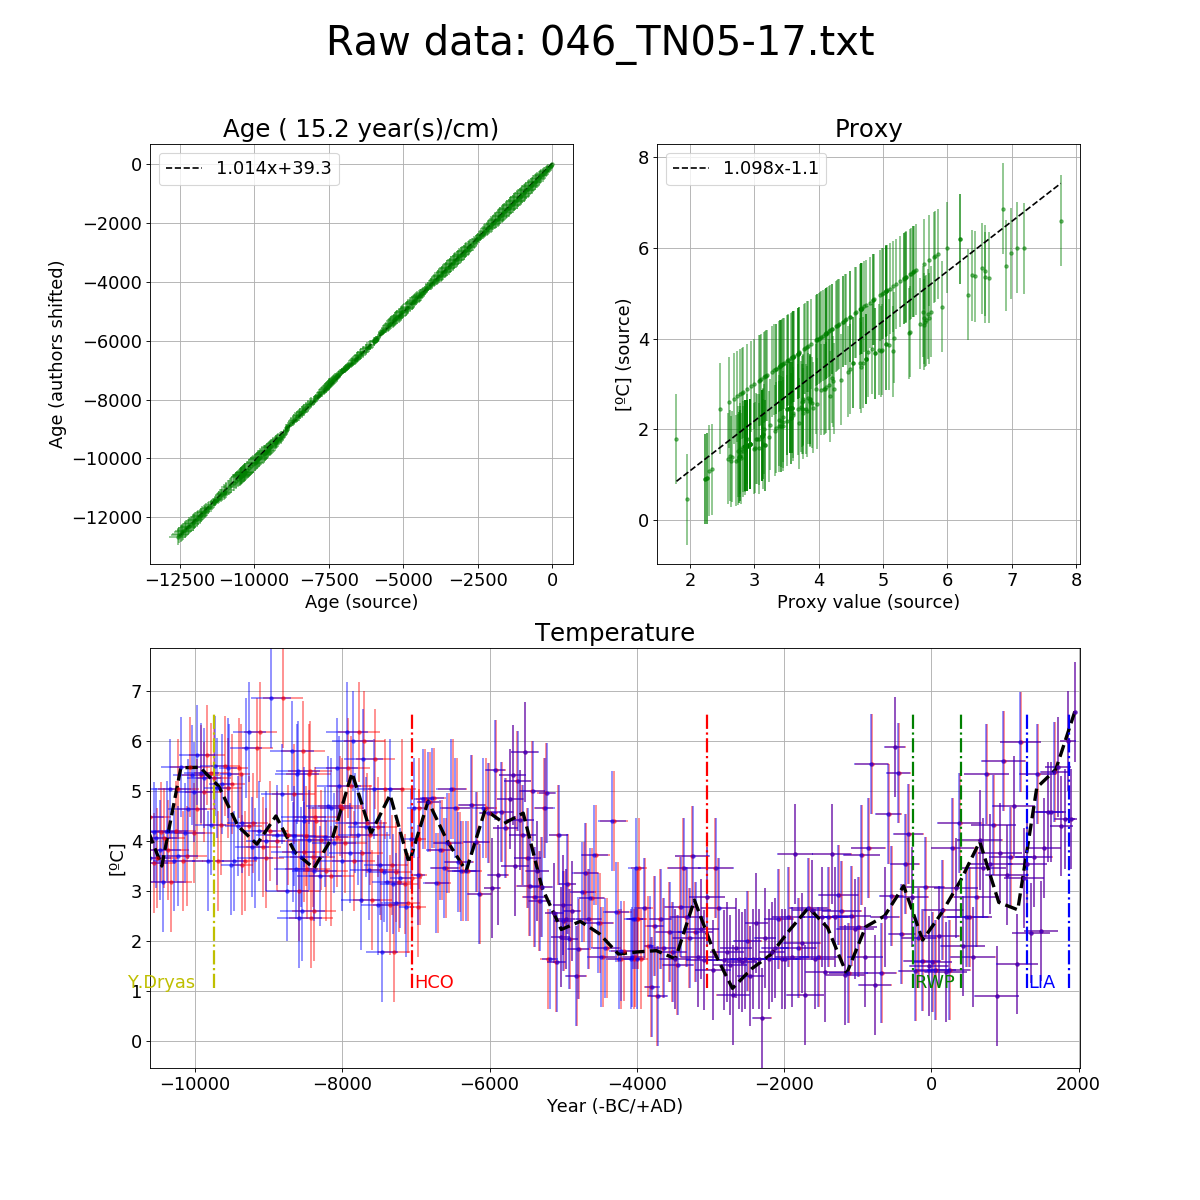 Raw data: 046_TN05-17.txt
Age ( 15.2 year(s)/cm)
1.014x+39.3
0
−2000
−4000
−6000
−8000
−10000
−12000
Age (authors shifted)
−12500 −10000 −7500 −5000 −2500 0
Age (source)
Proxy
1.098x-1.1
8
6
4
2
0
[ºC] (source)
2 3 4 5 6 7 8
Proxy value (source)
Temperature
7
6
5
4
3
2
1
0
[ºC]
Y.Dryas
HCO
RWP
LIA
−10000 −8000 −6000 −4000 −2000 0 2000
Year (-BC/+AD)